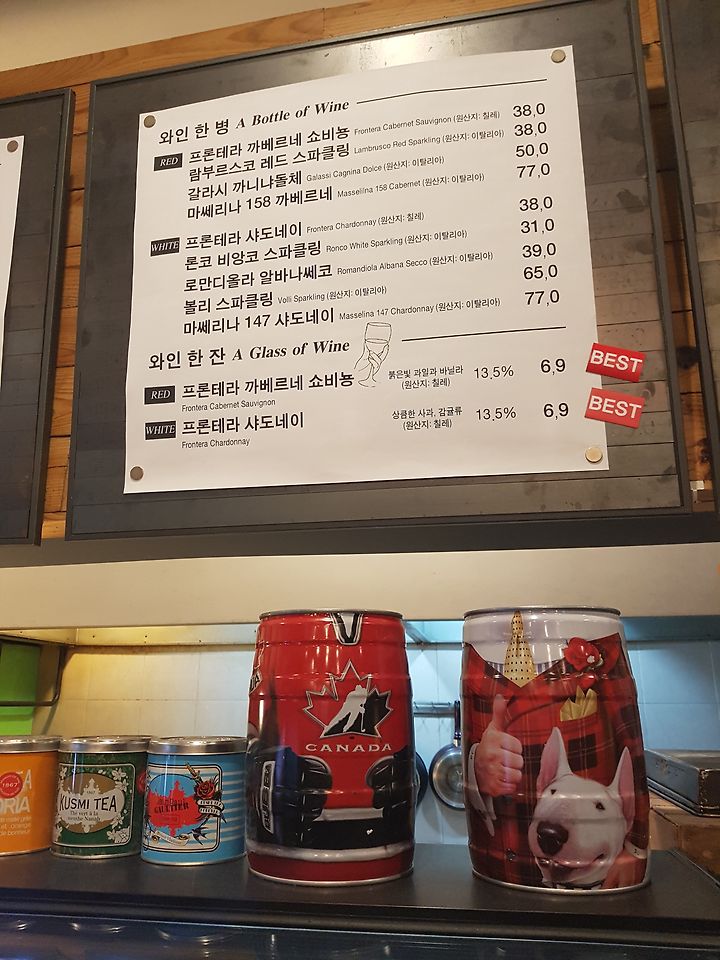 와인 한 병 A Bottle of Wine
RED 프론테라 까베르네 쇼비뇽 Frontera Cabernet Sauvignon (원산지: 칠레) 38,0
람부르스코 레드 스파클링 Lambrusco Red Sparkling (원산지: 이탈리아) 38,0
갈라시 까니냐돌체 Galassi Cagnina Dolce (원산지: 이탈리아) 50,0
마쎄리나 158 까베르네 Masselilna 158 Cabernet (원산지: 이탈리아) 77,0
WHITE 프론테라 샤도네이 Frontera Chardonnay (원산지: 칠레) 38,0
론코 비앙코 스파클링 Ronco White Sparkling (원산지: 이탈리아) 31,0
로만디올라 알바나쎄코 Romandiola Albana Secco (원산지: 이탈리아) 39,0
볼리 스파클링 Volli Sparkling (원산지: 이탈리아) 65,0
마쎄리나 147 샤도네이 Masselina 147 Chardonnay (원산지: 이탈리아) 77,0
와인 한 잔 A Glass of Wine
RED 프론테라 까베르네 쇼비뇽 붉은빛 과일과 바닐라 13,5% 6,9 BEST
Frontera Cabernet Sauvignon (원산지: 칠레)
WHITE 프론테라 샤도네이 상큼한 사과, 감귤류 13,5% 6,9 BEST
Frontera Chardonnay (원산지: 칠레)
CANADA
1867
KUSMI TEA
Thé vert à la
menthe Nanah
GAULTIER